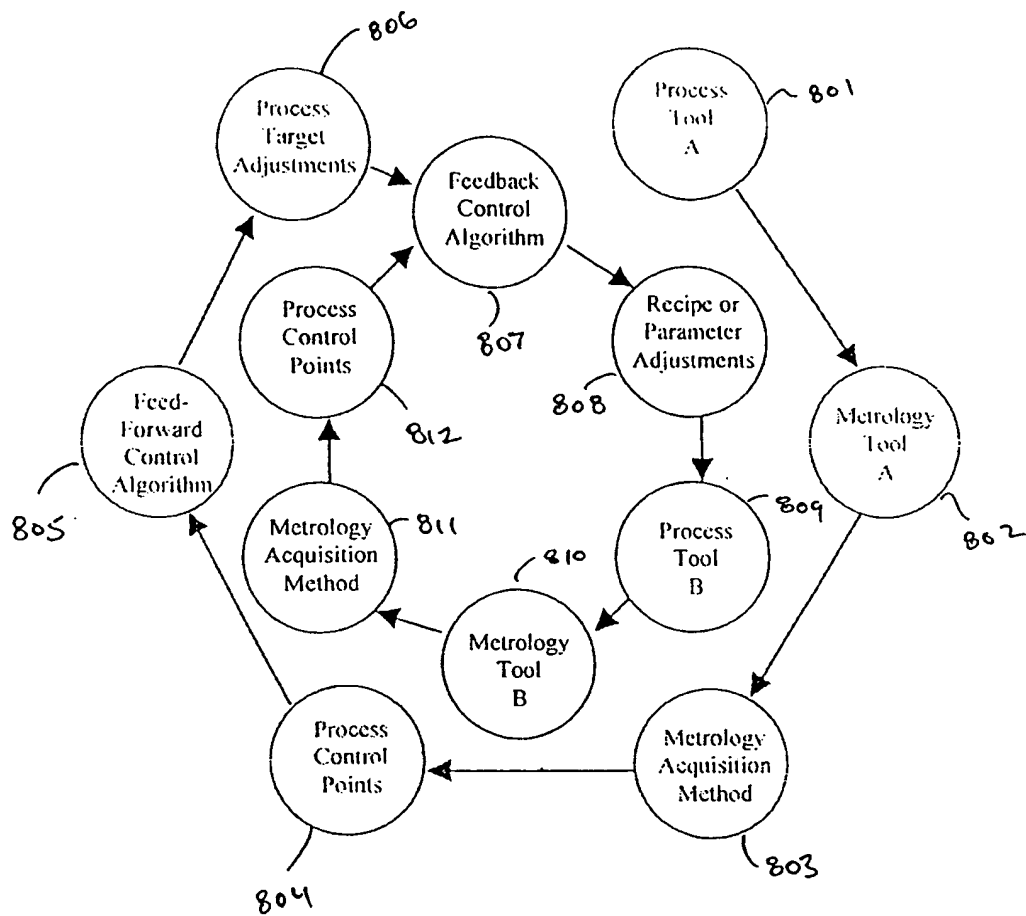 806
Process
Target
Adjustments
Process
Tool
A
801
Feedback
Control
Algorithm
807
Process
Control
Points
812
Recipe or
Parameter
Adjustments
808
Feed-
Forward
Control
Algorithm
805
Metrology
Tool
A
802
Metrology
Acquisition
Method
811
Process
Tool
B
809
810
Metrology
Tool
B
Process
Control
Points
804
Metrology
Acquisition
Method
803